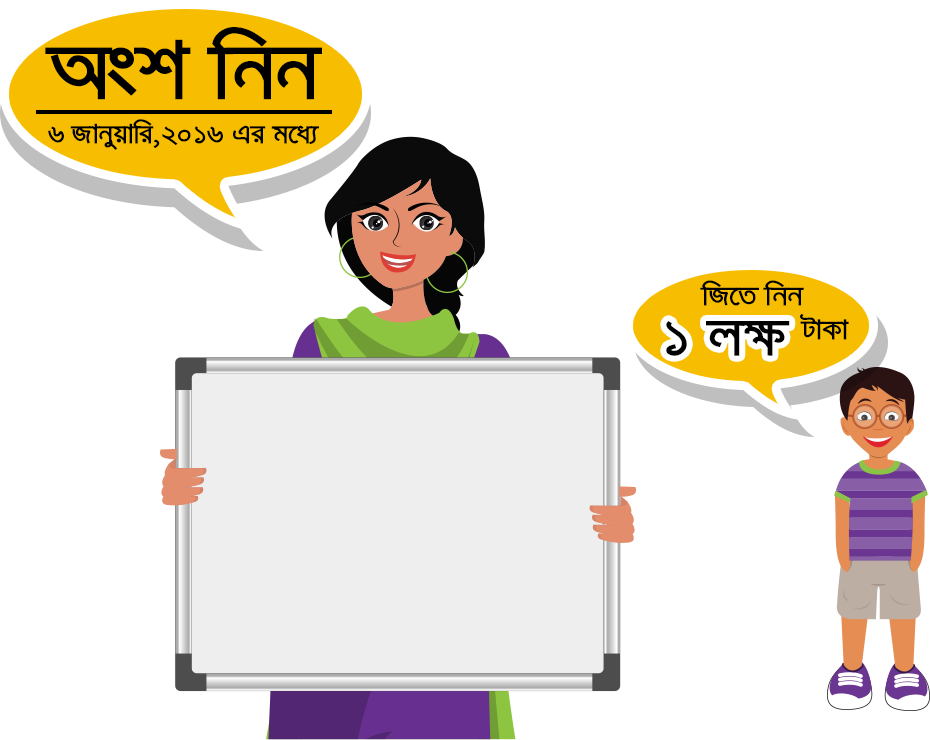 অংশ নিন
৬ জানুয়ারি,২০১৬ এর মধ্যে
জিতে নিন
১ লক্ষ টাকা